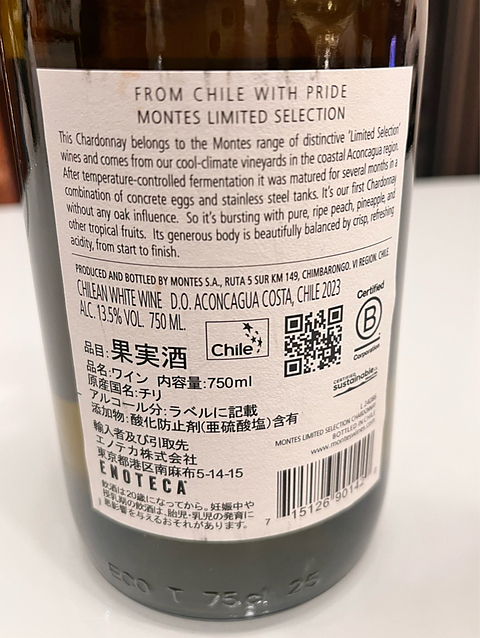 FROM CHILE WITH PRIDE
MONTES LIMITED SELECTION
This Chardonnay belongs to the Montes range of distinctive 'Limited Selection'
wines and comes from our cool-climate vineyards in the coastal Aconcagua region.
After temperature-controlled fermentation it was matured for several months in a
combination of concrete eggs and stainless steel tanks. It's our first Chardonnay
without any oak influence. So it's bursting with pure, ripe peach, pineapple, and
other tropical fruits. Its generous body is beautifully balanced by crisp, refreshing
acidity, from start to finish.
PRODUCED AND BOTTLED BY MONTES S.A., RUTA 5 SUR KM 149, CHIMBARONGO. VI REGION. CHILE
CHILEAN WHITE WINE D.O. ACONCAGUA COSTA, CHILE 2023
ALC. 13.5% VOL. 750 ML.
Chile
Certified
B
Corporation
CERTIFIED
sustainable
品目:果実酒
品名:ワイン 内容量:750ml
原産国名:チリ
アルコール分:ラベルに記載
添加物:酸化防止剤(亜硫酸塩)含有
輸入者及び引取先
エノテカ株式会社
東京都港区南麻布5-14-15
ENOTECA
飲酒は20歳になってから。妊娠中や
授乳期の飲酒は、胎児・乳児の発育に
悪影響を与えるおそれがあります。
MONTES LIMITED SELECTION CHARDONNAY
BOTTLED IN CHILE
7 15126 90142
ECO T 75cl 25